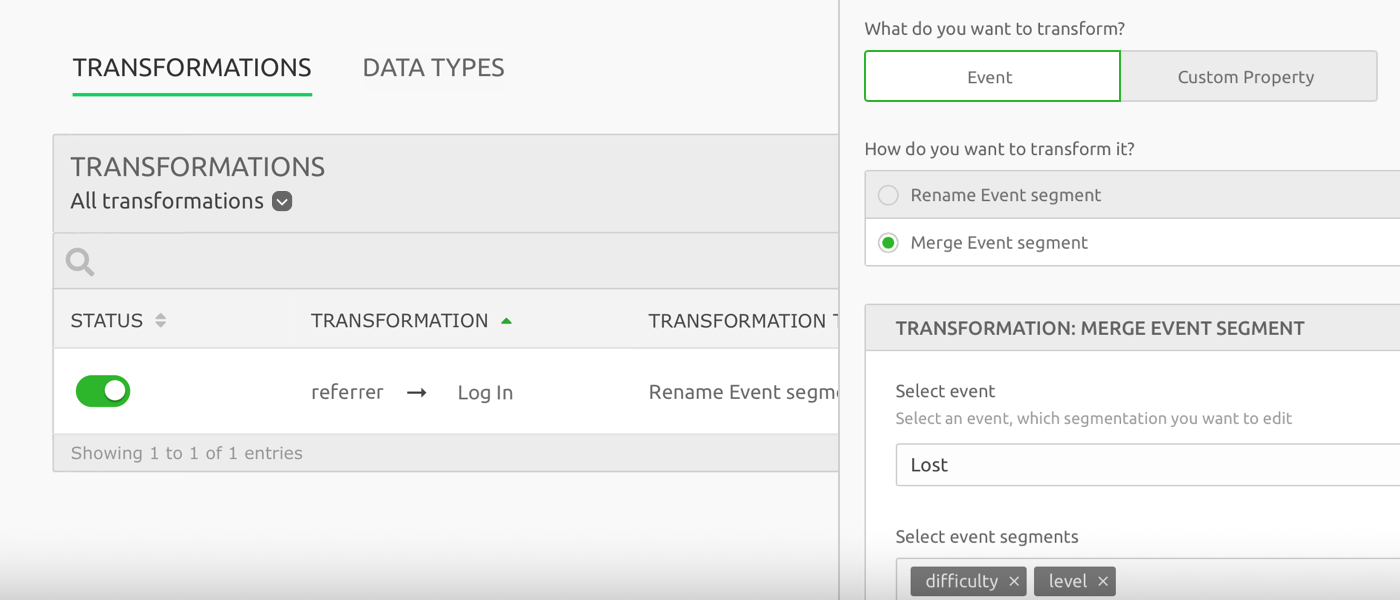 TRANSFORMATIONS DATA TYPES
TRANSFORMATIONS
All transformations
STATUS TRANSFORMATION TRANSFORMATION
referrer → Log In Rename Event segm
Showing 1 to 1 of 1 entries
What do you want to transform?
Event Custom Property
How do you want to transform it?
Rename Event segment
Merge Event segment
TRANSFORMATION: MERGE EVENT SEGMENT
Select event
Select an event, which segmentation you want to edit
Lost
Select event segments
difficulty × level ×